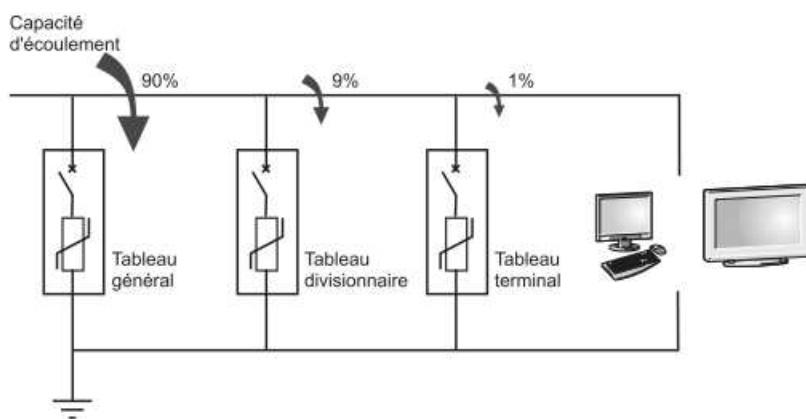 Capacité
d'écoulement
90%
9%
1%
Tableau
général
Tableau
divisionnaire
Tableau
terminal